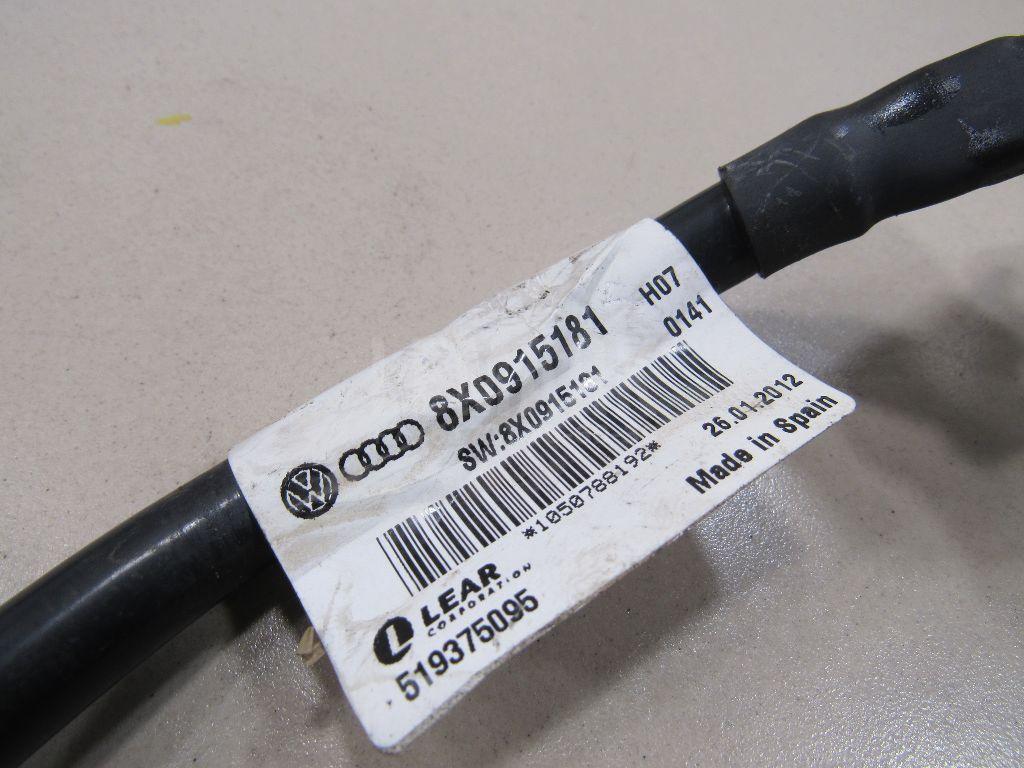 8X0915181
H07
SW:8X0915181
0141
*1050788192*
26.01.2012
Made in Spain
LEAR
CORPORATION
519375095